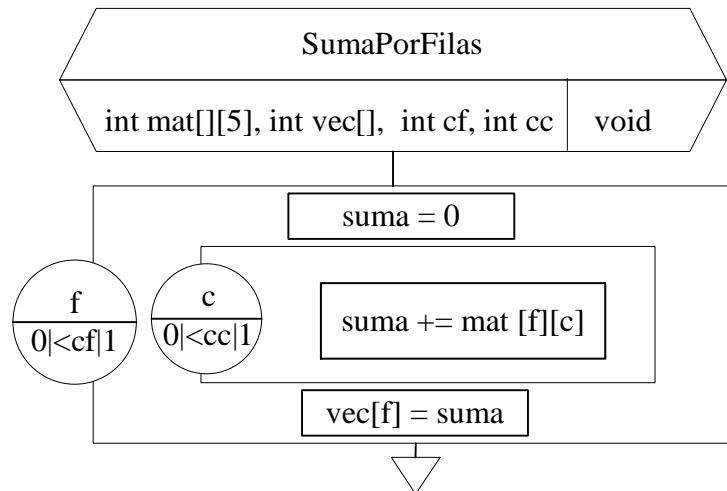 SumaPorFilas
int mat[][5], int vec[], int cf, int cc void
suma = 0
f
0|<cf|1
c
0|<cc|1
suma += mat [f][c]
vec[f] = suma